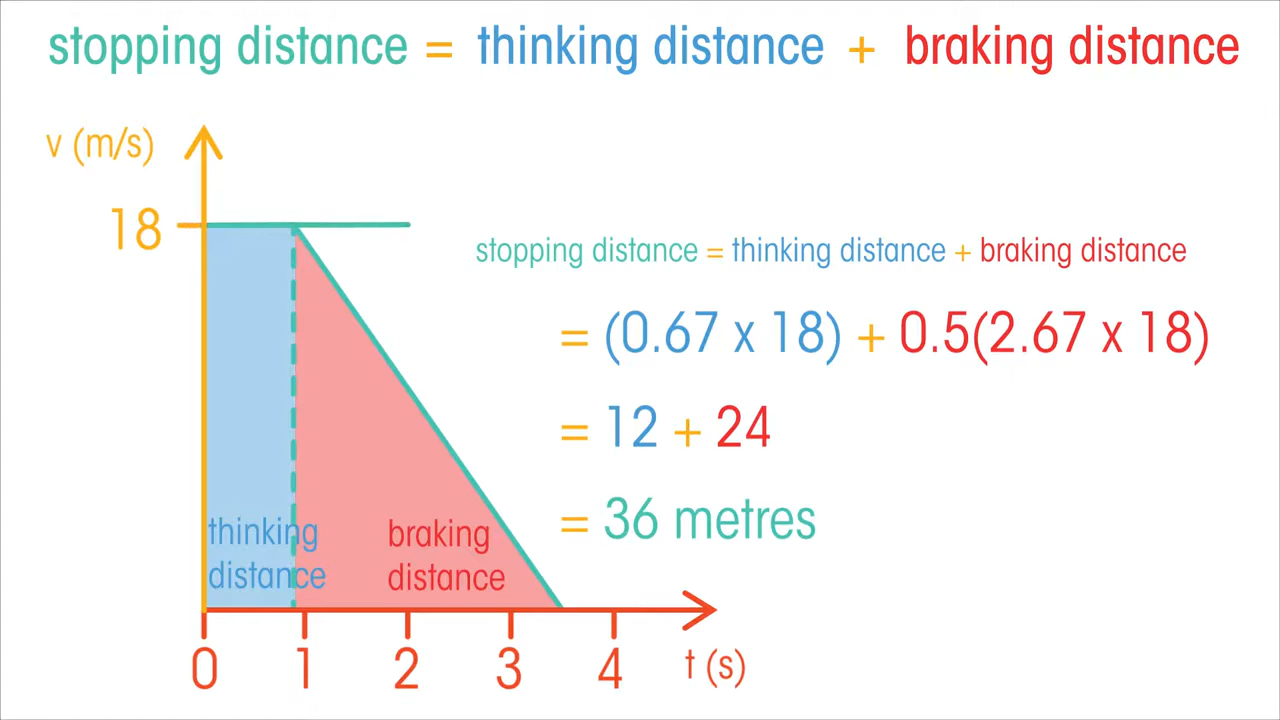 stopping distance = thinking distance + braking distance
v (m/s)
18
stopping distance = thinking distance + braking distance
= (0.67 x 18) + 0.5(2.67 x 18)
= 12 + 24
= 36 metres
thinking
distance
braking
distance
0 1 2 3 4 t (s)